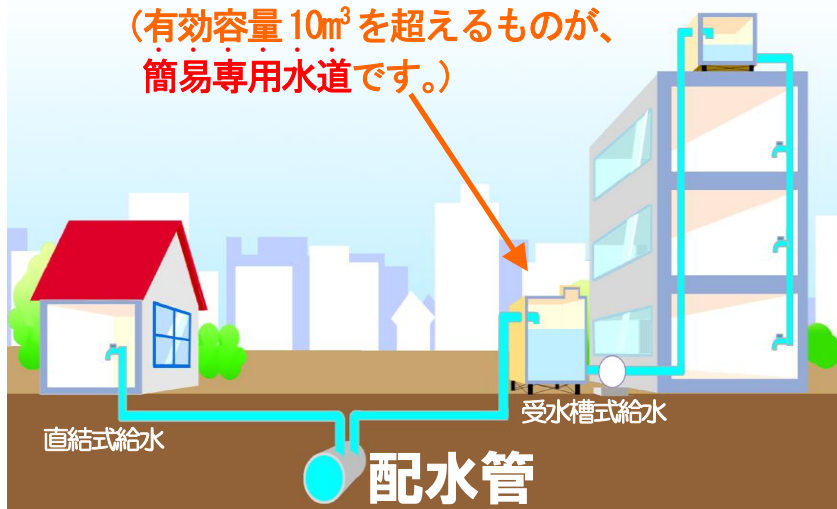 (有効容量10m³を超えるものが、
簡易専用水道です。)
受水槽式給水
直結式給水
配水管